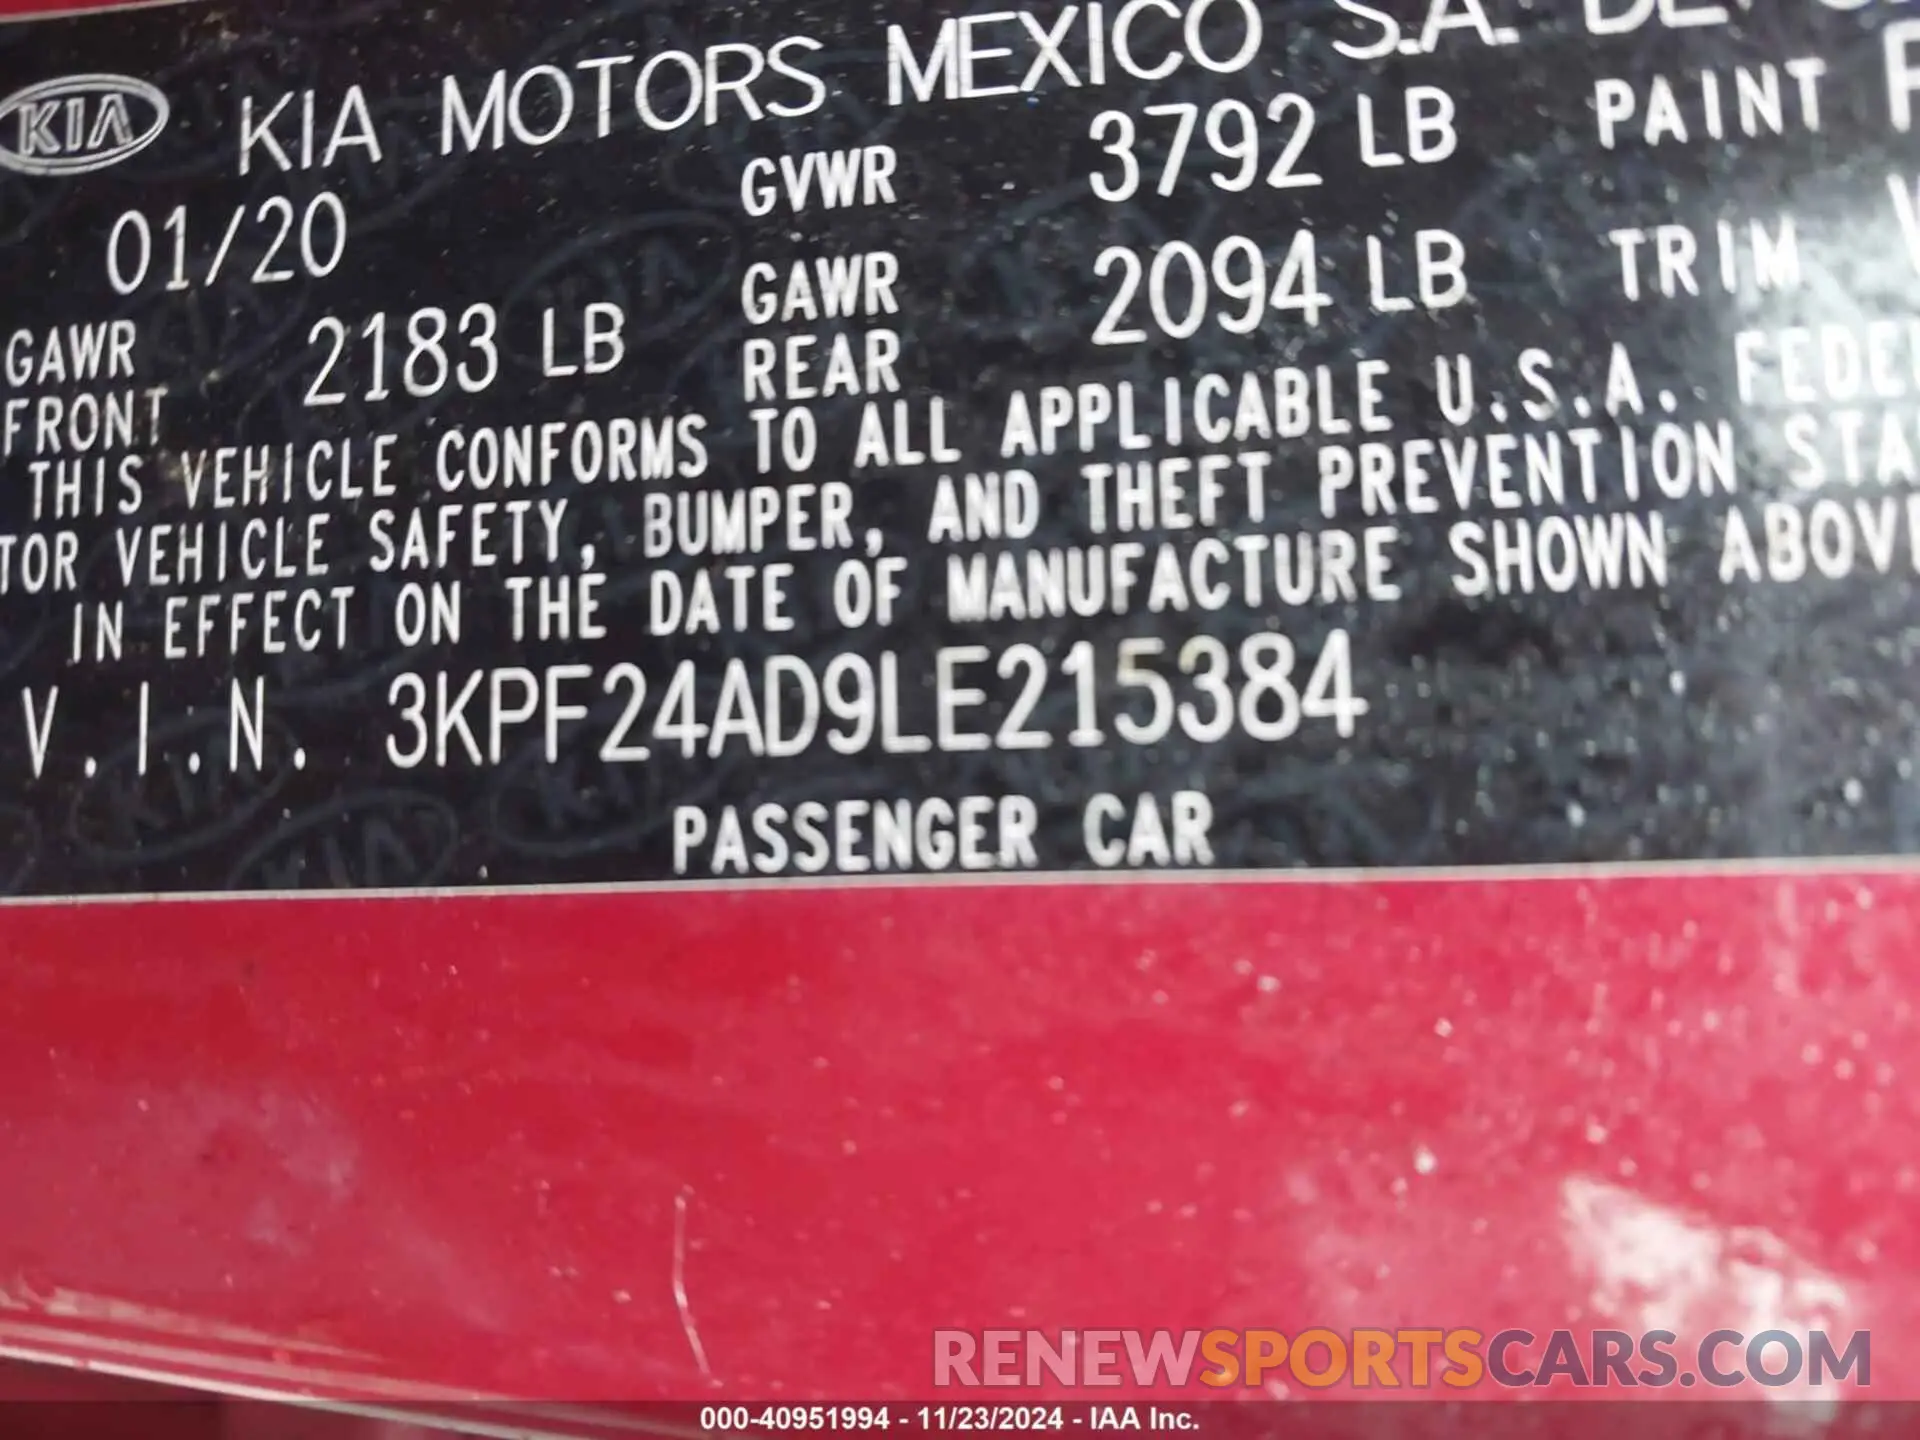 KIA KIA MOTORS MEXICO S.A. DE
01/20 GVWR 3792 LB PAINT
GAWR FRONT 2183 LB GAWR REAR 2094 LB TRIM
THIS VEHICLE CONFORMS TO ALL APPLICABLE U.S.A.
VEHICLE SAFETY, BUMPER, AND THEFT PREVENTION
IN EFFECT ON THE DATE OF MANUFACTURE SHOWN
V.I.N. 3KPF24AD9LE215384
PASSENGER CAR
RENEWSPORTSCARS.COM
000-40951994 - 11/23/2024 - IAA Inc.